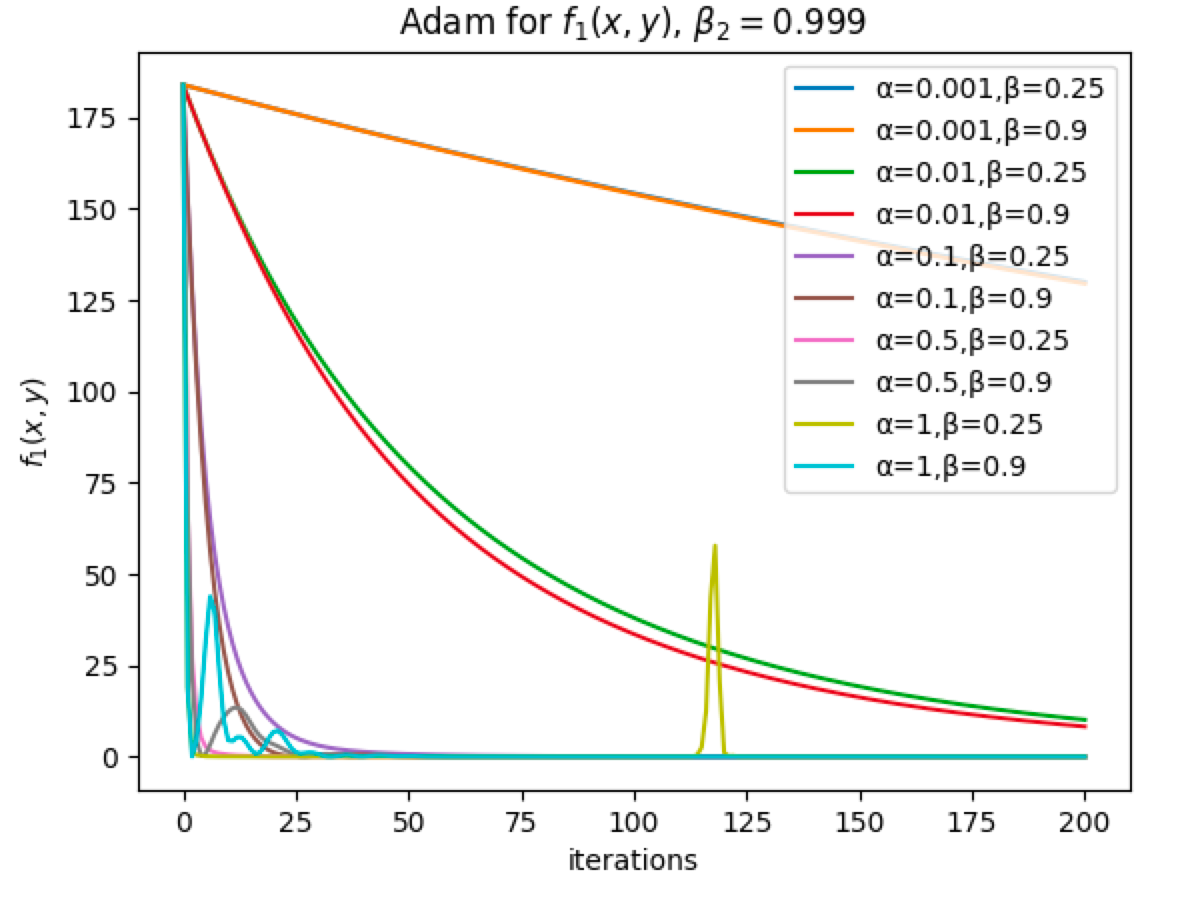 Adam for f₁(x, y), β₂ = 0.999
α=0.001,β=0.25
α=0.001,β=0.9
α=0.01,β=0.25
α=0.01,β=0.9
α=0.1,β=0.25
α=0.1,β=0.9
α=0.5,β=0.25
α=0.5,β=0.9
α=1,β=0.25
α=1,β=0.9
175
150
125
100
75
50
25
0
f₁(x, y)
0 25 50 75 100 125 150 175 200
iterations